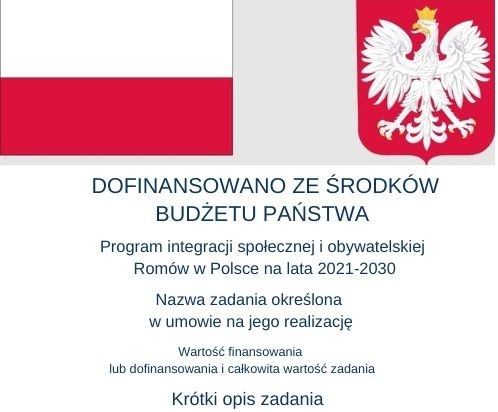 DOFINANSOWANO ZE ŚRODKÓW
BUDŻETU PAŃSTWA
Program integracji społecznej i obywatelskiej
Romów w Polsce na lata 2021-2030
Nazwa zadania określona
w umowie na jego realizację
Wartość finansowania
lub dofinansowania i całkowita wartość zadania
Krótki opis zadania